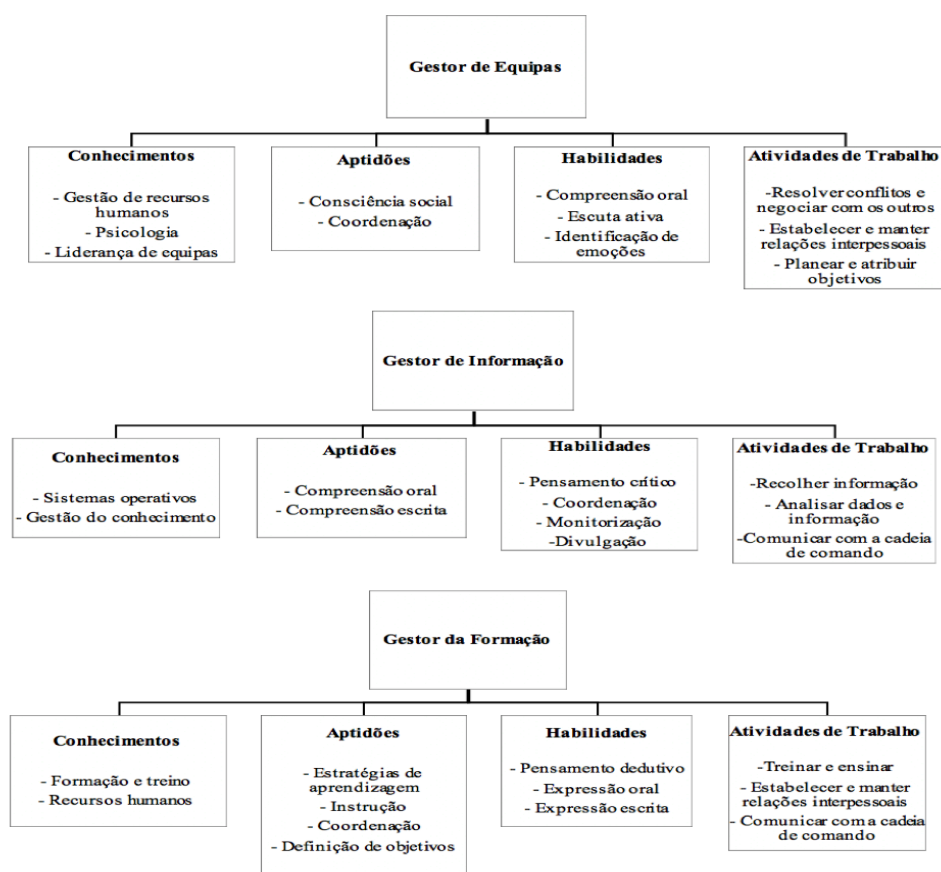 Gestor de Equipas
Conhecimentos
- Gestão de recursos
humanos
- Psicologia
- Liderança de equipas
Aptidões
- Consciência social
- Coordenação
Habilidades
- Compreensão oral
- Escuta ativa
- Identificação de
emoções
Atividades de Trabalho
- Resolver conflitos e
negociar com os outros
- Estabelecer e manter
relações interpessoais
- Planear e atribuir
objetivos
Gestor de Informação
Conhecimentos
- Sistemas operativos
- Gestão do conhecimento
Aptidões
- Compreensão oral
- Compreensão escrita
Habilidades
- Pensamento crítico
- Coordenação
- Monitorização
-Divulgação
Atividades de Trabalho
-Recolher informação
- Analisar dados e
informação
-Comunicar com a cadeia
de comando
Gestor da Formação
Conhecimentos
- Formação e treino
- Recursos humanos
Aptidões
- Estratégias de
aprendizagem
- Instrução
- Coordenação
- Definição de objetivos
Habilidades
- Pensamento dedutivo
- Expressão oral
- Expressão escrita
Atividades de Trabalho
- Treinar e ensinar
- Estabelecer e manter
relações interpessoais
- Comunicar com a cadeia
de comando